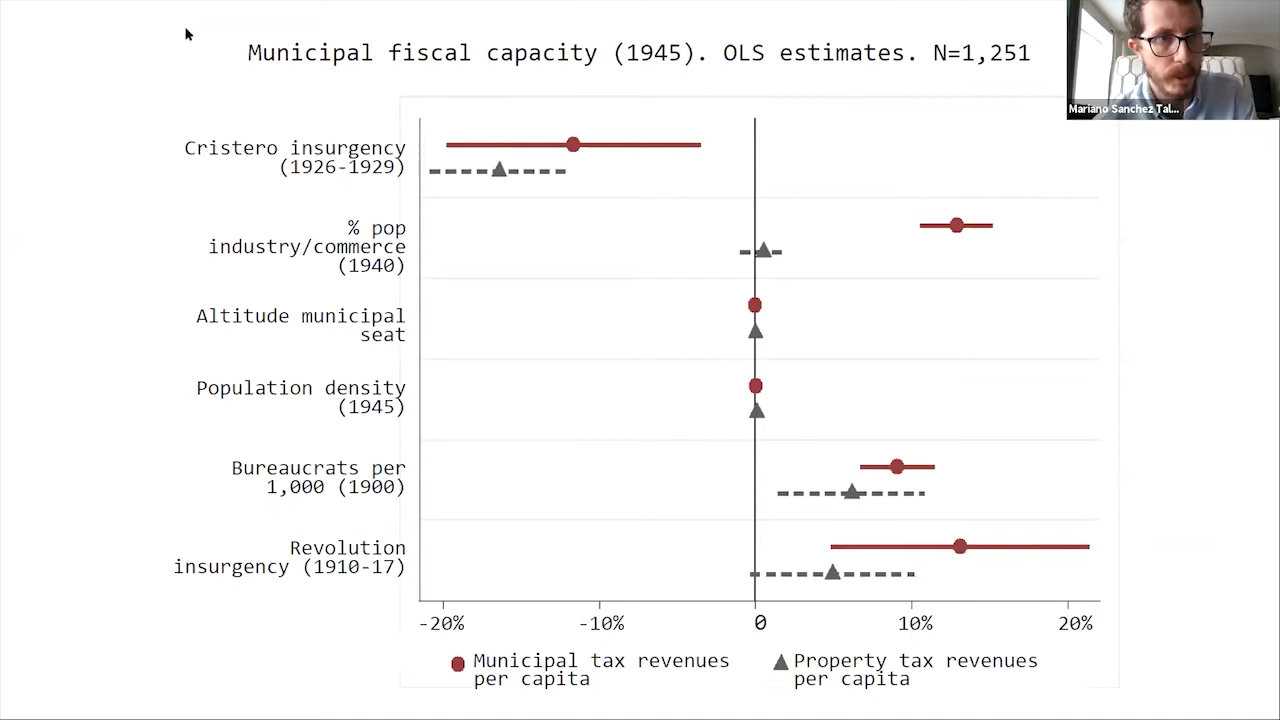 Municipal fiscal capacity (1945). OLS estimates. N=1,251
Mariano Sanchez Tal...
Cristero insurgency
(1926-1929)
% pop
industry/commerce
(1940)
Altitude municipal
seat
Population density
(1945)
Bureaucrats per
1,000 (1900)
Revolution
insurgency (1910-17)
-20% -10% 0 10% 20%
Municipal tax revenues
per capita
Property tax revenues
per capita